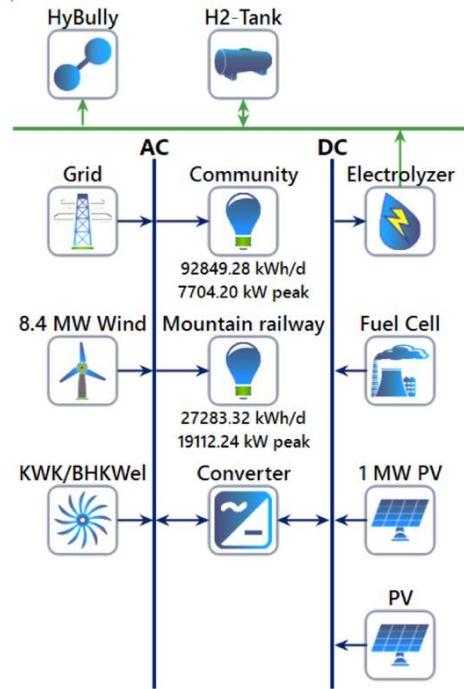 HyBully H2-Tank
AC DC
Grid Community Electrolyzer
92849.28 kWh/d
7704.20 kW peak
8.4 MW Wind Mountain railway Fuel Cell
27283.32 kWh/d
19112.24 kW peak
KWK/BHKWel Converter 1 MW PV
PV